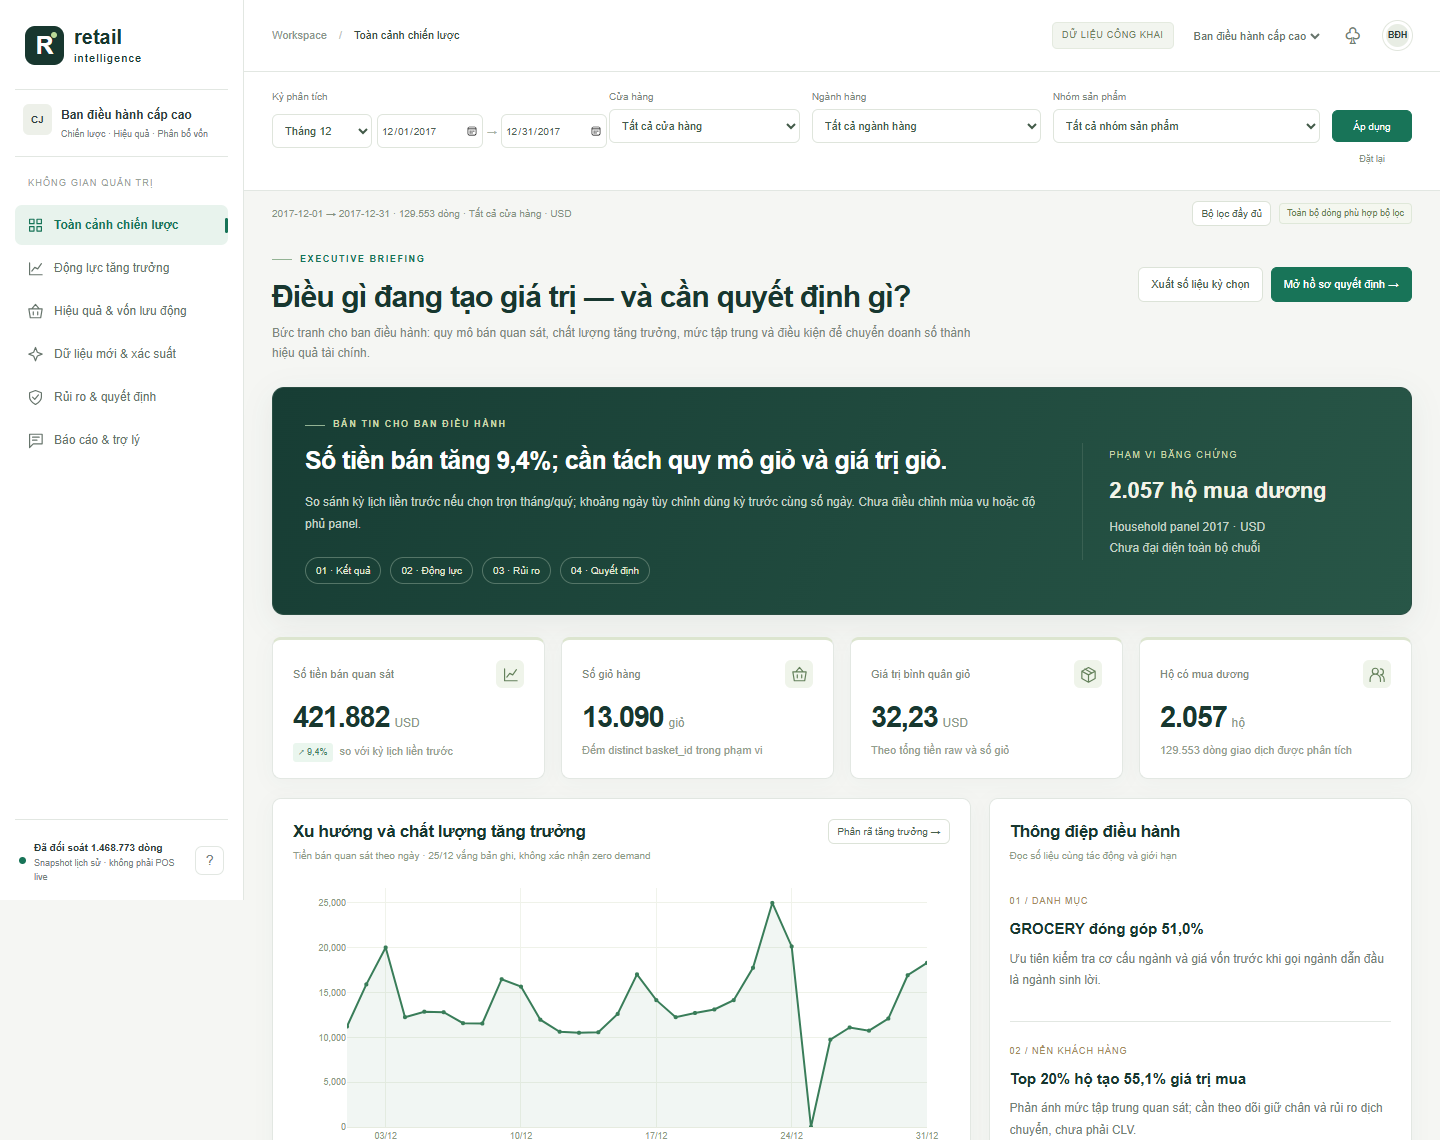 R
retail
intelligence
CJ
Ban điều hành cấp cao
Chiến lược · Hiệu quả · Phân bổ vốn
KHÔNG GIAN QUẢN TRỊ
Toàn cảnh chiến lược
Động lực tăng trưởng
Hiệu quả & vốn lưu động
Dữ liệu mới & xác suất
Rủi ro & quyết định
Báo cáo & trợ lý
Đã đối soát 1.468.773 dòng
Snapshot lịch sử · không phải POS
live
?
Workspace / Toàn cảnh chiến lược
DỮ LIỆU CÔNG KHAI
Ban điều hành cấp cao
BĐH
Kỳ phân tích
Cửa hàng
Ngành hàng
Nhóm sản phẩm
Tháng 12
12/01/2017
→
12/31/2017
Tất cả cửa hàng
Tất cả ngành hàng
Tất cả nhóm sản phẩm
Áp dụng
Đặt lại
2017-12-01 → 2017-12-31 · 129.553 dòng · Tất cả cửa hàng · USD
Bộ lọc đầy đủ
Toàn bộ dòng phù hợp bộ lọc
EXECUTIVE BRIEFING
Điều gì đang tạo giá trị — và cần quyết định gì?
Bức tranh cho ban điều hành: quy mô bán quan sát, chất lượng tăng trưởng, mức tập trung và điều kiện để chuyển doanh số thành
hiệu quả tài chính.
Xuất số liệu kỳ chọn
Mở hồ sơ quyết định →
BẢN TIN CHO BAN ĐIỀU HÀNH
Số tiền bán tăng 9,4%; cần tách quy mô giỏ và giá trị giỏ.
So sánh kỳ lịch liền trước nếu chọn trọn tháng/quý; khoảng ngày tùy chỉnh dùng kỳ trước cùng số ngày. Chưa điều chỉnh mùa vụ hoặc độ
phủ panel.
01 · Kết quả
02 · Động lực
03 · Rủi ro
04 · Quyết định
PHẠM VI BẰNG CHỨNG
2.057 hộ mua dương
Household panel 2017 · USD
Chưa đại diện toàn bộ chuỗi
Số tiền bán quan sát
421.882 USD
↗ 9,4% so với kỳ lịch liền trước
Số giỏ hàng
13.090 giỏ
Đếm distinct basket_id trong phạm vi
Giá trị bình quân giỏ
32,23 USD
Theo tổng tiền raw và số giỏ
Hộ có mua dương
2.057 hộ
129.553 dòng giao dịch được phân tích
Xu hướng và chất lượng tăng trưởng
Tiền bán quan sát theo ngày · 25/12 vắng bản ghi, không xác nhận zero demand
Phân rã tăng trưởng →
25,000
20,000
15,000
10,000
5,000
0
03/12
10/12
17/12
24/12
31/12
Thông điệp điều hành
Đọc số liệu cùng tác động và giới hạn
01 / DANH MỤC
GROCERY đóng góp 51,0%
Ưu tiên kiểm tra cơ cấu ngành và giá vốn trước khi gọi ngành dẫn đầu
là ngành sinh lời.
02 / NỀN KHÁCH HÀNG
Top 20% hộ tạo 55,1% giá trị mua
Phản ánh mức tập trung quan sát; cần theo dõi giữ chân và rủi ro dịch
chuyển, chưa phải CLV.